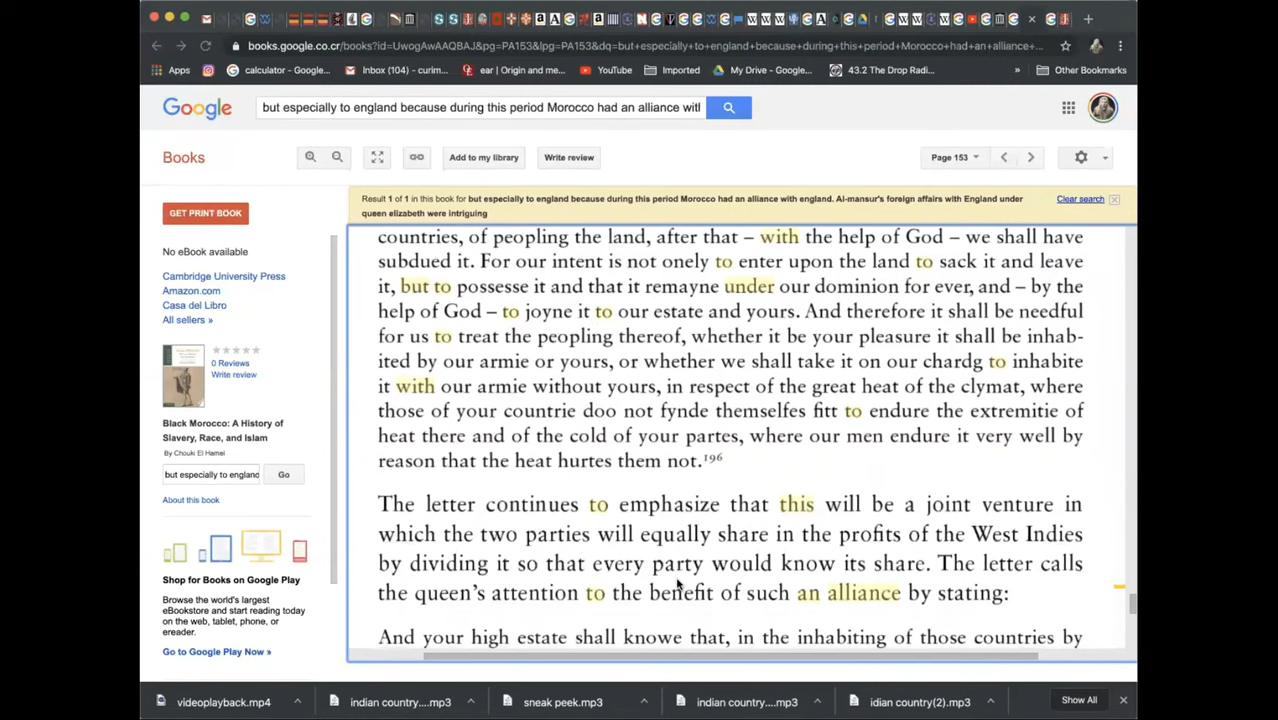 books.google.co.cr/books?id=UwogAwAAQBAJ&pg=PA153&lpg=PA153&dq=but+especially+to+england+because+during+this+period+Morocco+had+an+alliance+...
Apps
calculator - Google...
Inbox (104) - curim...
ear | Origin and me...
YouTube
Imported
My Drive - Google...
43.2 The Drop Radi...
»
Other Bookmarks
Google
but especially to england because during this period Morocco had an alliance with
Books
Add to my library
Write review
Page 153
GET PRINT BOOK
No eBook available
Cambridge University Press
Amazon.com
Casa del Libro
All sellers »
0 Reviews
Write review
Black Morocco: A History of
Slavery, Race, and Islam
By Chouki El Hamel
but especially to england
Go
About this book
Shop for Books on Google Play
Browse the world's largest
eBookstore and start reading today
on the web, tablet, phone, or
ereader.
Go to Google Play Now »
Result 1 of 1 in this book for but especially to england because during this period Morocco had an alliance with england. Al-mansur's foreign affairs with England under
queen elizabeth were intriguing
Clear search
countries, of peopling the land, after that – with the help of God – we shall have
subdued it. For our intent is not onely to enter upon the land to sack it and leave
it, but to possesse it and that it remayne under our dominion for ever, and – by the
help of God – to joyne it to our estate and yours. And therefore it shall be needful
for us to treat the peopling thereof, whether it be your pleasure it shall be inhab-
ited by our armie or yours, or whether we shall take it on our chardg to inhabite
it with our armie without yours, in respect of the great heat of the clymat, where
those of your countrie doo not fynde themselfes fitt to endure the extremitie of
heat there and of the cold of your partes, where our men endure it very well by
reason that the heat hurtes them not.196
The letter continues to emphasize that this will be a joint venture in
which the two parties will equally share in the profits of the West Indies
by dividing it so that every party would know its share. The letter calls
the queen's attention to the benefit of such an alliance by stating:
And your high estate shall knowe that, in the inhabiting of those countries by
videoplayback.mp4
indian country....mp3
sneak peek.mp3
indian country....mp3
idian country(2).mp3
Show All